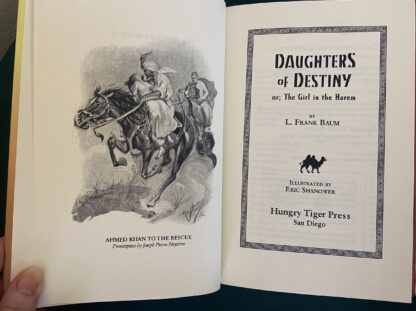 AHMED KHAN TO THE RESCUE
Frontispiece by Joseph Pierre Nuyttens
DAUGHTERS
of DESTINY
or; The Girl in the Harem
BY
L. FRANK BAUM
ILLUSTRATED BY
ERIC SHANOWER
Hungry Tiger Press
San Diego